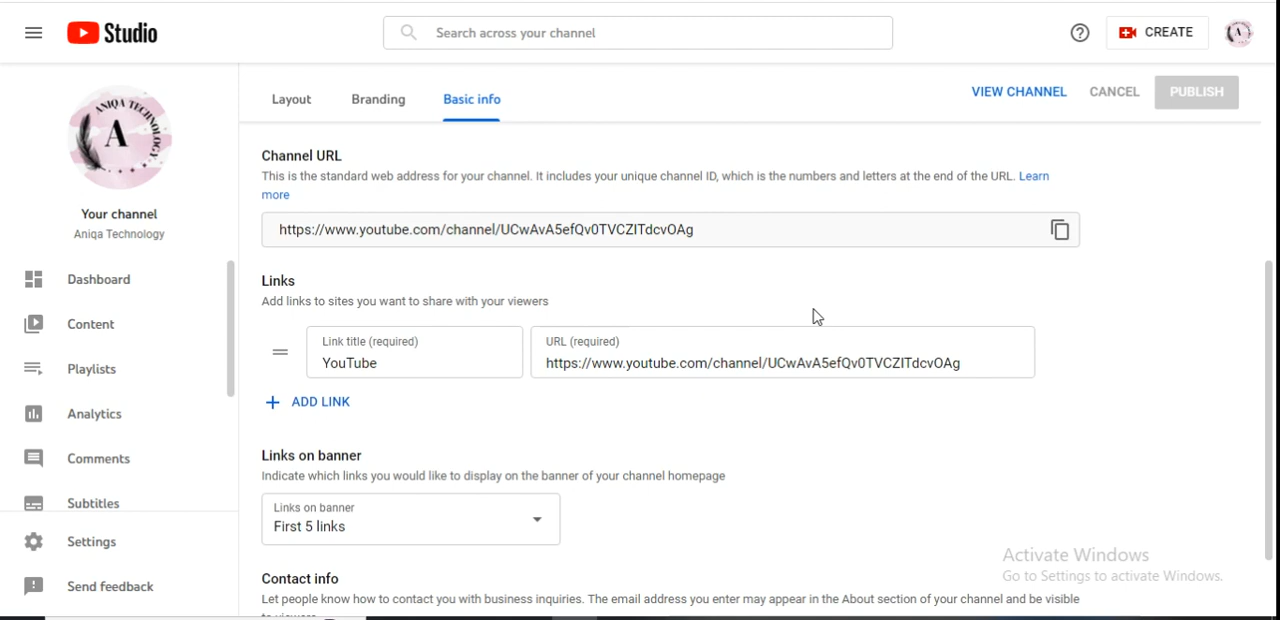 Studio
Search across your channel
CREATE
ANIQA TECHNOLOGY
A
Your channel
Aniqa Technology
Dashboard
Content
Playlists
Analytics
Comments
Subtitles
Settings
Send feedback
Layout Branding Basic info
VIEW CHANNEL CANCEL PUBLISH
Channel URL
This is the standard web address for your channel. It includes your unique channel ID, which is the numbers and letters at the end of the URL. Learn
more
https://www.youtube.com/channel/UCwAvA5efQv0TVCZITdcvOAg
Links
Add links to sites you want to share with your viewers
Link title (required)
YouTube
URL (required)
https://www.youtube.com/channel/UCwAvA5efQv0TVCZITdcvOAg
ADD LINK
Links on banner
Indicate which links you would like to display on the banner of your channel homepage
Links on banner
First 5 links
Contact info
Let people know how to contact you with business inquiries. The email address you enter may appear in the About section of your channel and be visible
Activate Windows
Go to Settings to activate Windows.